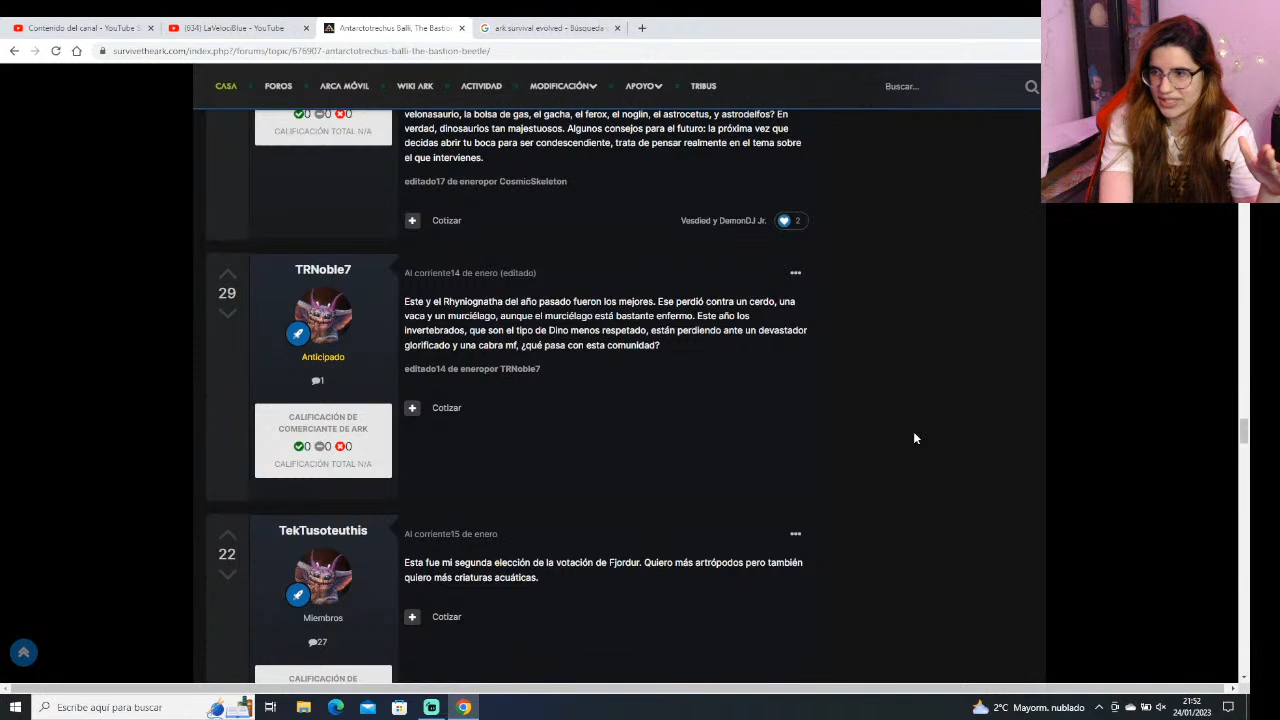 Contenido del canal - YouTube S
(634) LaVelociBlue - YouTube
Antarctotrechus Balli, The Bastion
ark survival evolved - Búsqueda
survivetheark.com/index.php?/forums/topic/676907-antarctotrechus-balli-the-bastion-beetle/
CASA
FOROS
ARCA MÓVIL
WIKI ARK
ACTIVIDAD
MODIFICACIÓN
APOYO
TRIBUS
Buscar...
0 0 0
CALIFICACIÓN TOTAL N/A
velonasaurio, la bolsa de gas, el gacha, el ferox, el noglin, el astrocetus, y astrodelfos? En
verdad, dinosaurios tan majestuosos. Algunos consejos para el futuro: la próxima vez que
decidas abrir tu boca para ser condescendiente, trata de pensar realmente en el tema sobre
el que intervienes.
editado17 de eneropor CosmicSkeleton
+ Cotizar
Vesdied y DemonDJ Jr. 2
29
TRNoble7
Anticipado
1
CALIFICACIÓN DE
COMERCIANTE DE ARK
0 0 0
CALIFICACIÓN TOTAL N/A
Al corriente14 de enero (editado)
Este y el Rhyniognatha del año pasado fueron los mejores. Ese perdió contra un cerdo, una
vaca y un murciélago, aunque el murciélago está bastante enfermo. Este año los
invertebrados, que son el tipo de Dino menos respetado, están perdiendo ante un devastador
glorificado y una cabra mf, ¿qué pasa con esta comunidad?
editado14 de eneropor TRNoble7
+ Cotizar
22
TekTusoteuthis
Miembros
27
CALIFICACIÓN DE
Al corriente15 de enero
Esta fue mi segunda elección de la votación de Fjordur. Quiero más artrópodos pero también
quiero más criaturas acuáticas.
+ Cotizar
Escribe aquí para buscar
2°C Mayorm. nublado
21:52
24/01/2023